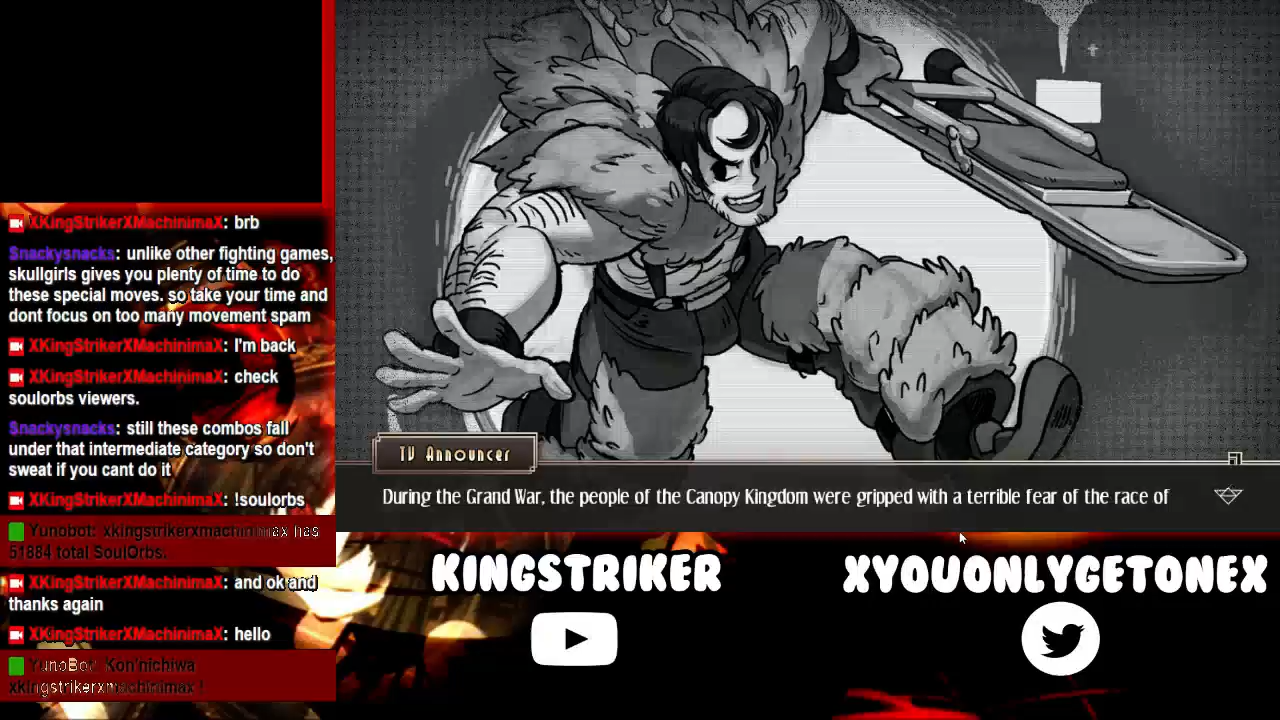 XKingStrikerXMachinimaX: brb
Snackysnacks: unlike other fighting games,
skullgirls gives you plenty of time to do
these special moves. so take your time and
dont focus on too many movement spam
XKingStrikerXMachinimaX: I'm back
XKingStrikerXMachinimaX: check
soulorbs viewers.
Snackysnacks: still these combos fall
under that intermediate category so don't
sweat if you cant do it
XKingStrikerXMachinimaX: !soulorbs
Yunobot: xkingstrikerxmachinimax has
51884 total SoulOrbs.
XKingStrikerXMachinimaX: and ok and
thanks again
XKingStrikerXMachinimaX: hello
YunoBot: Kon'nichiwa
xkingstrikerxmachinimax !
TV Announcer
During the Grand War, the people of the Canopy Kingdom were gripped with a terrible fear of the race of
KINGSTRIKER
XYOUONLYGETONEX